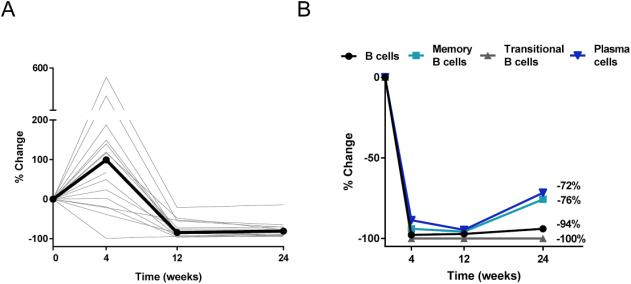 A
600
200
100
0
-100
% Change
0 4 12 24
Time (weeks)
B
B cells
Memory
B cells
Transitional
B cells
Plasma
cells
0
-50
-100
% Change
-72%
-76%
-94%
-100%
4 12 24
Time (weeks)